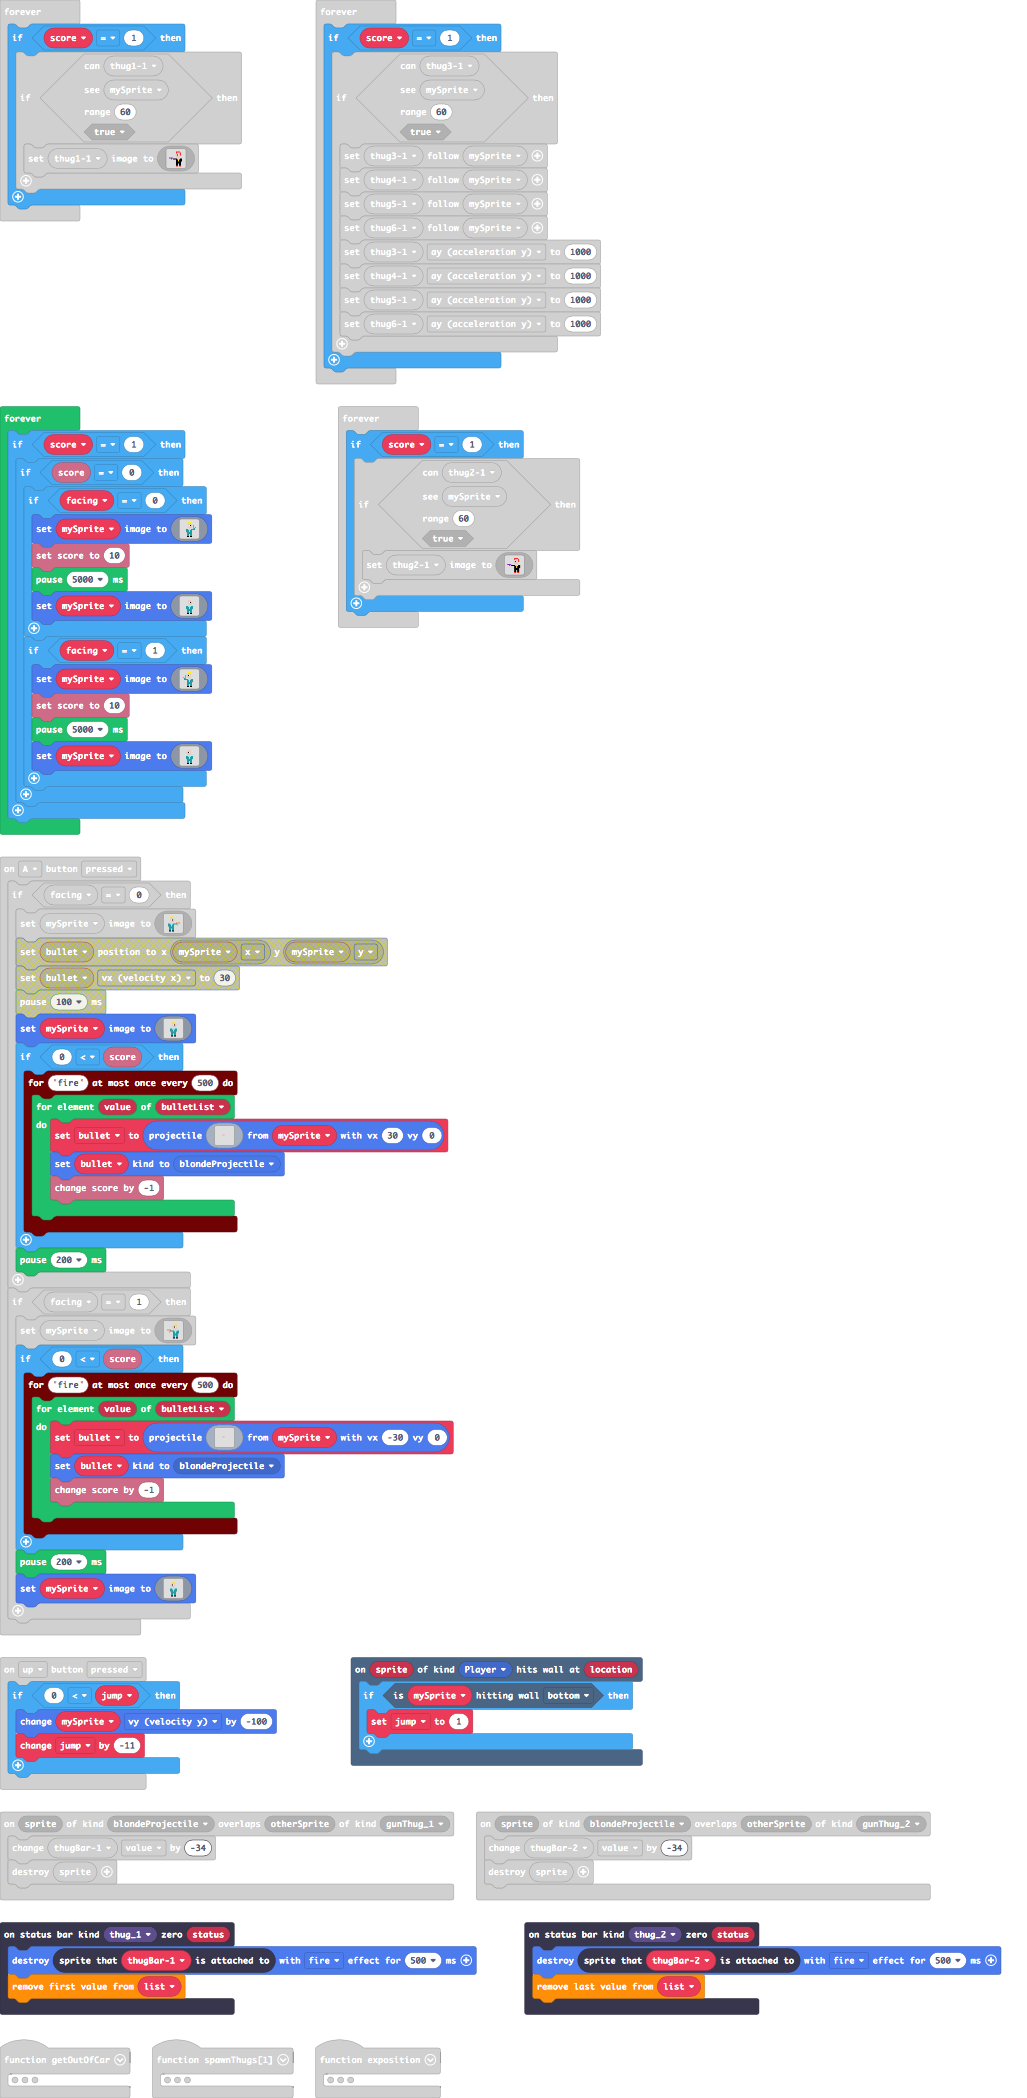 forever
if score = 1 then
if can thug1-1 see mySprite range 60 true then
set thug1-1 image to
forever
if score = 1 then
if can thug3-1 see mySprite range 60 true then
set thug3-1 follow mySprite
set thug4-1 follow mySprite
set thug5-1 follow mySprite
set thug6-1 follow mySprite
set thug3-1 ay (acceleration y) to 1000
set thug4-1 ay (acceleration y) to 1000
set thug5-1 ay (acceleration y) to 1000
set thug6-1 ay (acceleration y) to 1000
forever
if score = 1 then
if score = 0 then
if facing = 0 then
set mySprite image to
set score to 10
pause 5000 ms
set mySprite image to
if facing = 1 then
set mySprite image to
set score to 10
pause 5000 ms
set mySprite image to
forever
if score = 1 then
if can thug2-1 see mySprite range 60 true then
set thug2-1 image to
on A button pressed
if facing = 0 then
set mySprite image to
set bullet position to x mySprite x y mySprite y
set bullet vx (velocity x) to 30
pause 100 ms
set mySprite image to
if 0 < score then
for "fire" at most once every 500 do
for element value of bulletList
do
set bullet to projectile from mySprite with vx 30 vy 0
set bullet kind to blondeProjectile
change score by -1
pause 200 ms
if facing = 1 then
set mySprite image to
if 0 < score then
for "fire" at most once every 500 do
for element value of bulletList
do
set bullet to projectile from mySprite with vx -30 vy 0
set bullet kind to blondeProjectile
change score by -1
pause 200 ms
set mySprite image to
on up button pressed
if 0 < jump then
change mySprite vy (velocity y) by -100
change jump by -11
on sprite of kind Player hits wall at location
if is mySprite hitting wall bottom then
set jump to 1
on sprite of kind blondeProjectile overlaps otherSprite of kind gunThug_1
change thugBar-1 value by -34
destroy sprite
on sprite of kind blondeProjectile overlaps otherSprite of kind gunThug_2
change thugBar-2 value by -34
destroy sprite
on status bar kind thug_1 zero status
destroy sprite that thugBar-1 is attached to with fire effect for 500 ms
remove first value from list
on status bar kind thug_2 zero status
destroy sprite that thugBar-2 is attached to with fire effect for 500 ms
remove last value from list
function getOutOfCar
function spawnThugs[1]
function exposition